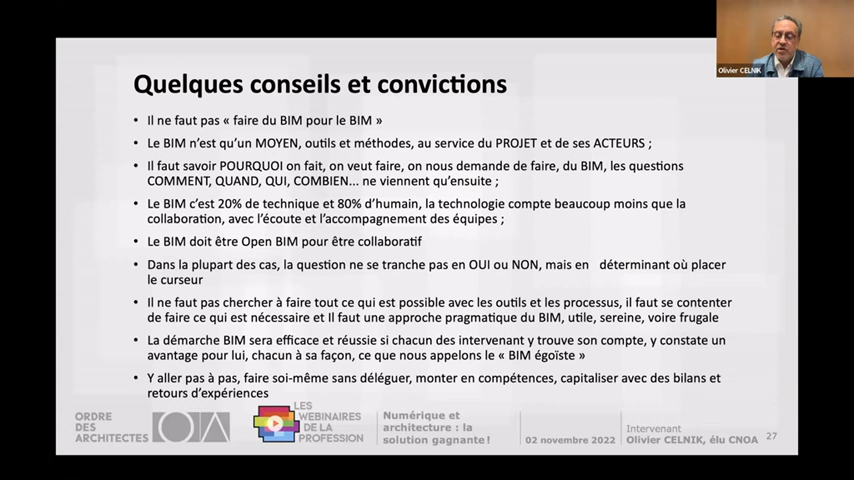 Olivier CELNIK
Quelques conseils et convictions
• Il ne faut pas « faire du BIM pour le BIM »
• Le BIM n'est qu'un MOYEN, outils et méthodes, au service du PROJET et de ses ACTEURS ;
• Il faut savoir POURQUOI on fait, on veut faire, on nous demande de faire, du BIM, les questions
COMMENT, QUAND, QUI, COMBIEN... ne viennent qu'ensuite ;
• Le BIM c'est 20% de technique et 80% d'humain, la technologie compte beaucoup moins que la
collaboration, avec l'écoute et l'accompagnement des équipes ;
• Le BIM doit être Open BIM pour être collaboratif
• Dans la plupart des cas, la question ne se tranche pas en OUI ou NON, mais en déterminant où placer
le curseur
• Il ne faut pas chercher à faire tout ce qui est possible avec les outils et les processus, il faut se contenter
de faire ce qui est nécessaire et Il faut une approche pragmatique du BIM, utile, sereine, voire frugale
• La démarche BIM sera efficace et réussie si chacun des intervenant y trouve son compte, y constate un
avantage pour lui, chacun à sa façon, ce que nous appelons le « BIM égoïste »
• Y aller pas à pas, faire soi-même sans déléguer, monter en compétences, capitaliser avec des bilans et
retours d'expériences
ORDRE
DES
ARCHITECTES
LES
WEBINAIRES
DE LA
PROFESSION
Numérique et
architecture : la
solution gagnante !
02 novembre 2022
Intervenant
Olivier CELNIK, élu CNOA
27